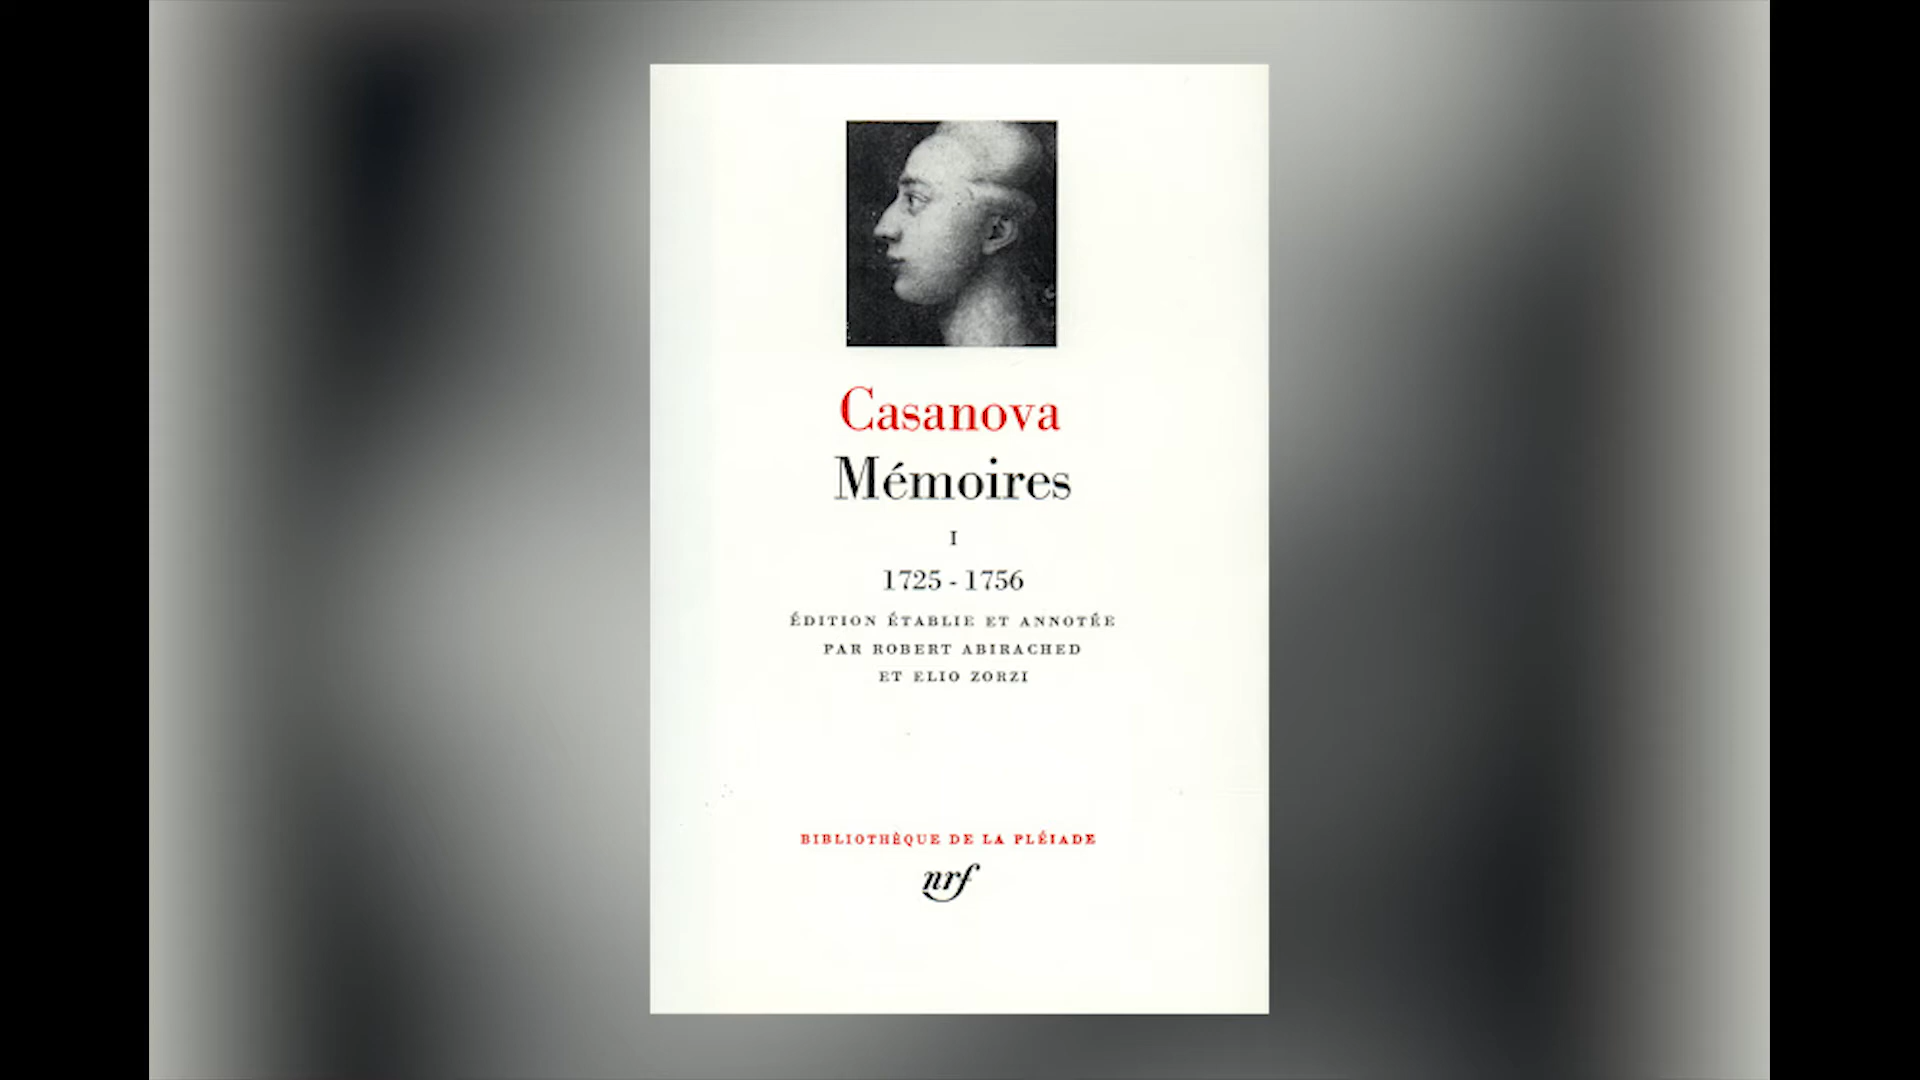 Casanova
Mémoires
I
1725 - 1756
ÉDITION ÉTABLIE ET ANNOTÉE
PAR ROBERT ABIRACHED
ET ELIO ZORZI
BIBLIOTHÈQUE DE LA PLÉIADE
nrf